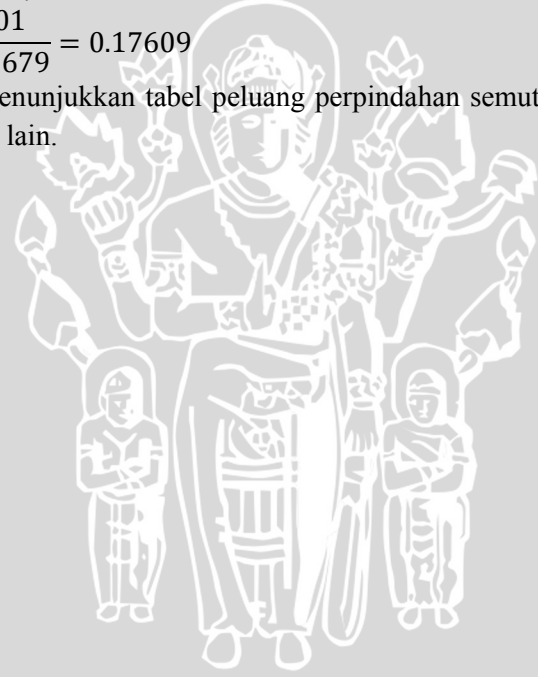 01
679 = 0.17609
enunjukkan tabel peluang perpindahan semut
lain.